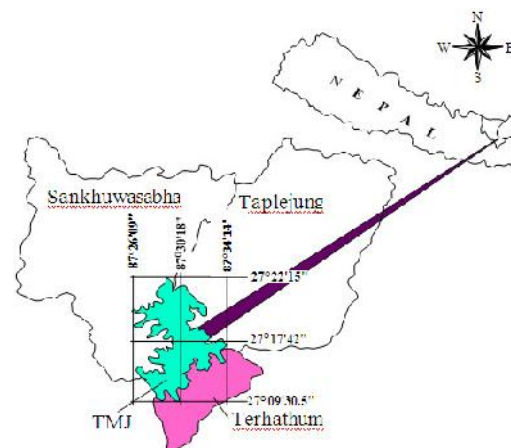 N
W E
S
NEPAL
Sankhuwasabha
Taplejung
87°26'09"
87°30'18"
87°34'14"
27°22'15"
27°17'42"
27°09'30.5"
TMJ
Terhathum